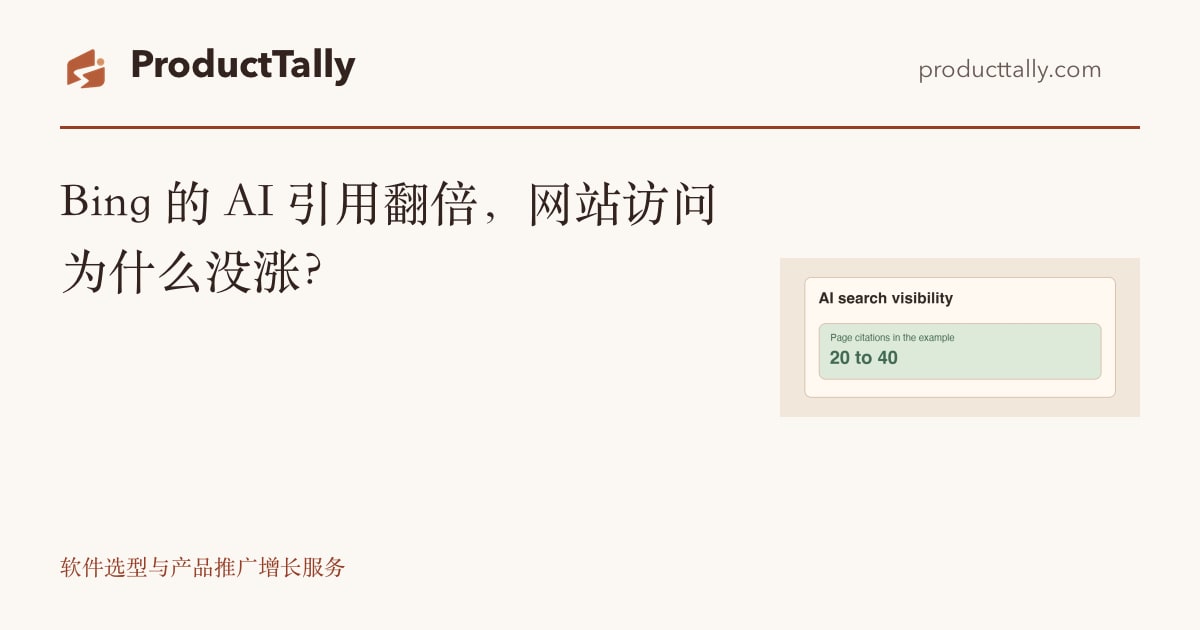 ProductTally
producttally.com
Bing 的 AI 引用翻倍，网站访问
为什么没涨？
AI search visibility
Page citations in the example
20 to 40
软件选型与产品推广增长服务